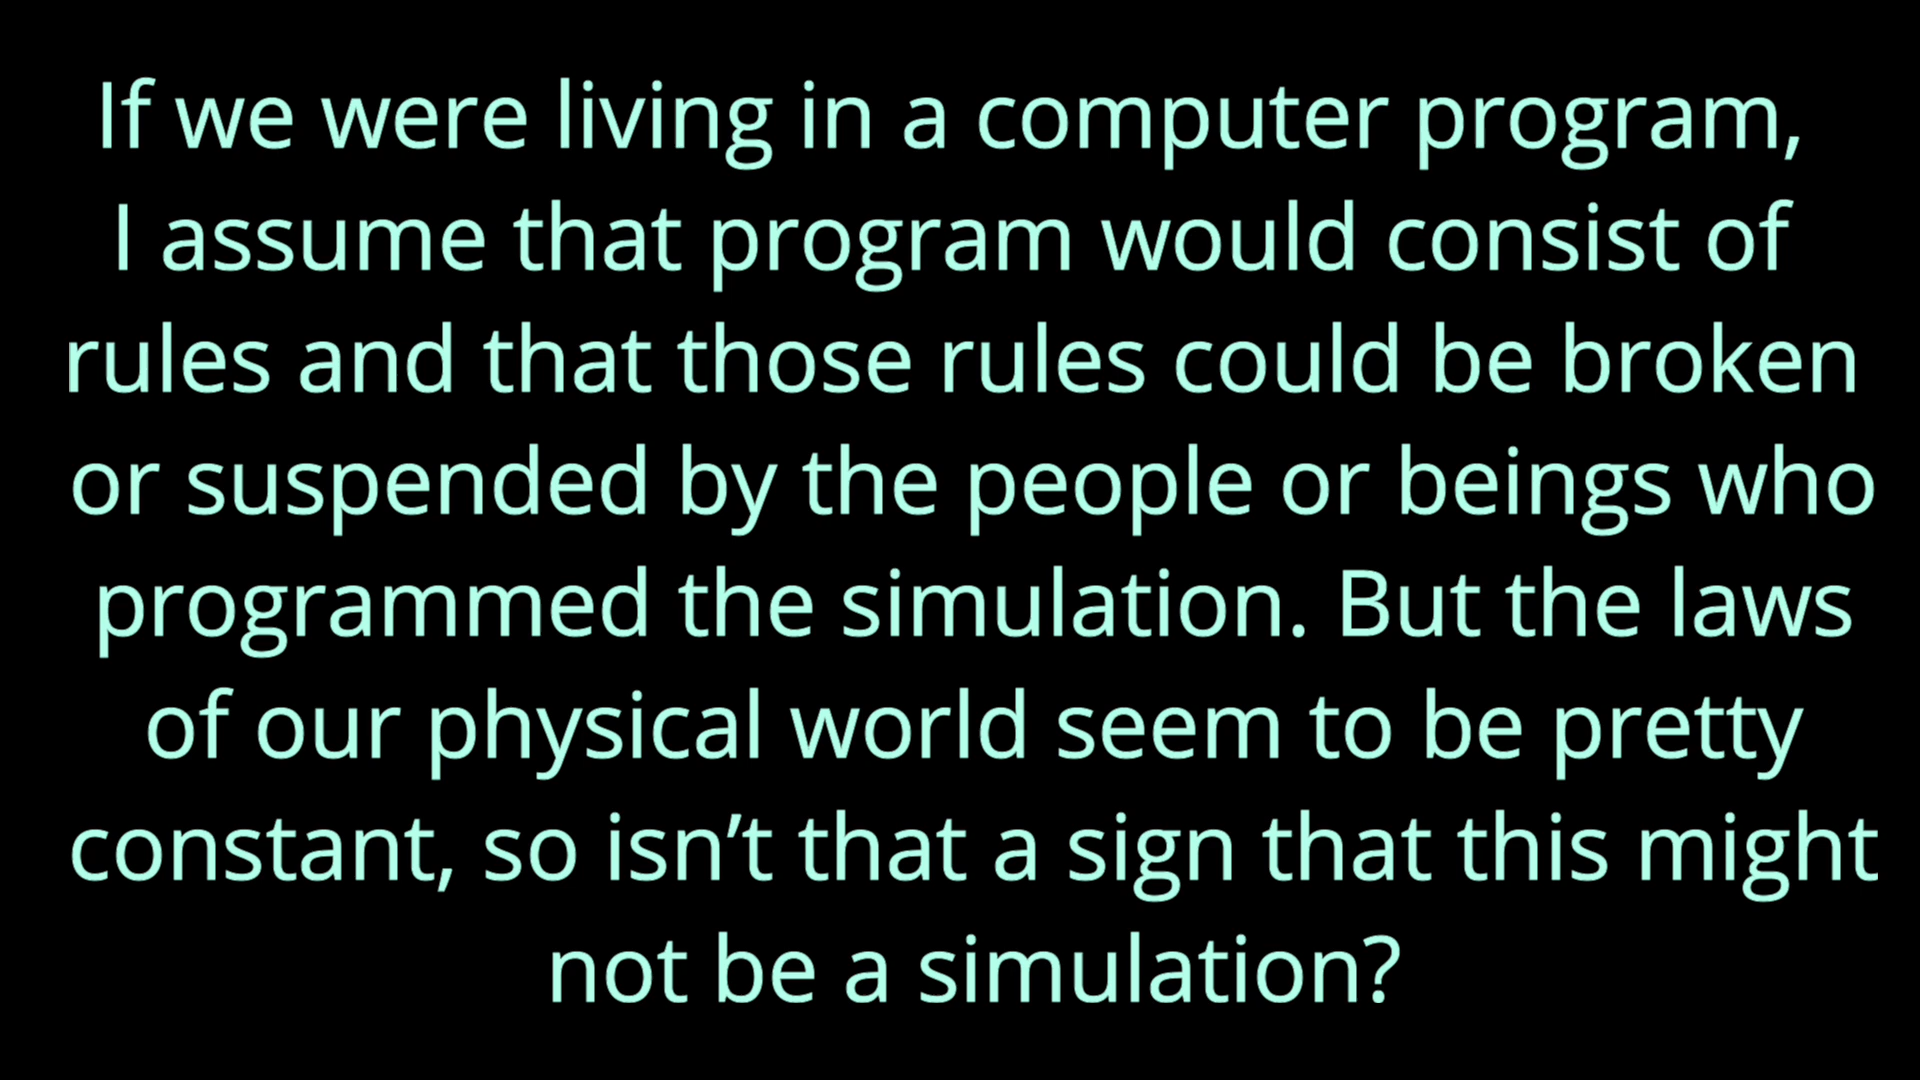 If we were living in a computer program,
I assume that program would consist of
rules and that those rules could be broken
or suspended by the people or beings who
programmed the simulation. But the laws
of our physical world seem to be pretty
constant, so isn’t that a sign that this might
not be a simulation?